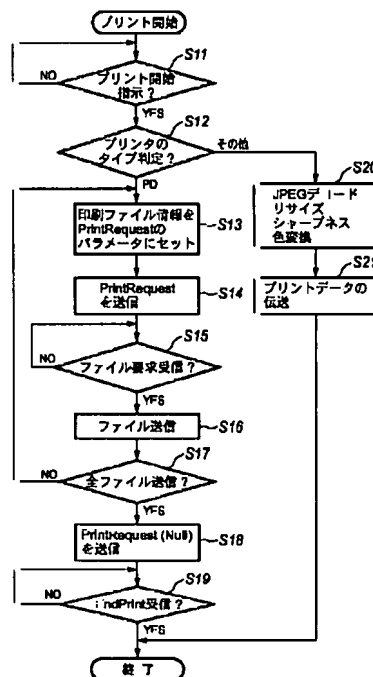 プリント開始
S11
プリント開始
指示？
NO
YES
S12
プリンタの
タイプ判定？
その他
PD
S20
JPEGデコード
リサイズ
シャープネス
色変換
印刷ファイル情報を
PrintRequestの
パラメータにセット
S13
S21
プリントデータの
伝送
PrintRequest
を送信
S14
S15
ファイル要求受信？
NO
YES
ファイル送信
S16
S17
全ファイル送信？
NO
YES
PrintRequest (Null)
を送信
S18
S19
EndPrint受信？
NO
YES
終了